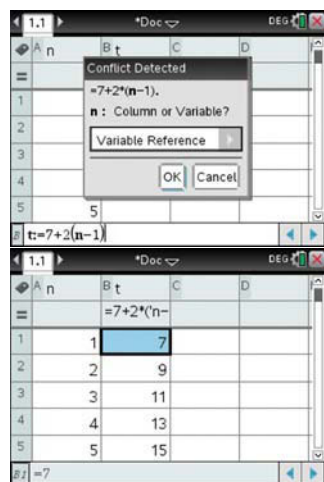 1.1 *Doc DEG
A n B t C D
=
Conflict Detected
=7+2*(n−1).
n : Column or Variable?
Variable Reference
OK Cancel
1
2
3
4
5 5
B t:=7+2(n−1)
1.1 *Doc DEG
A n B t C D
= =7+2*('n−
1 1 7
2 2 9
3 3 11
4 4 13
5 5 15
B1 =7